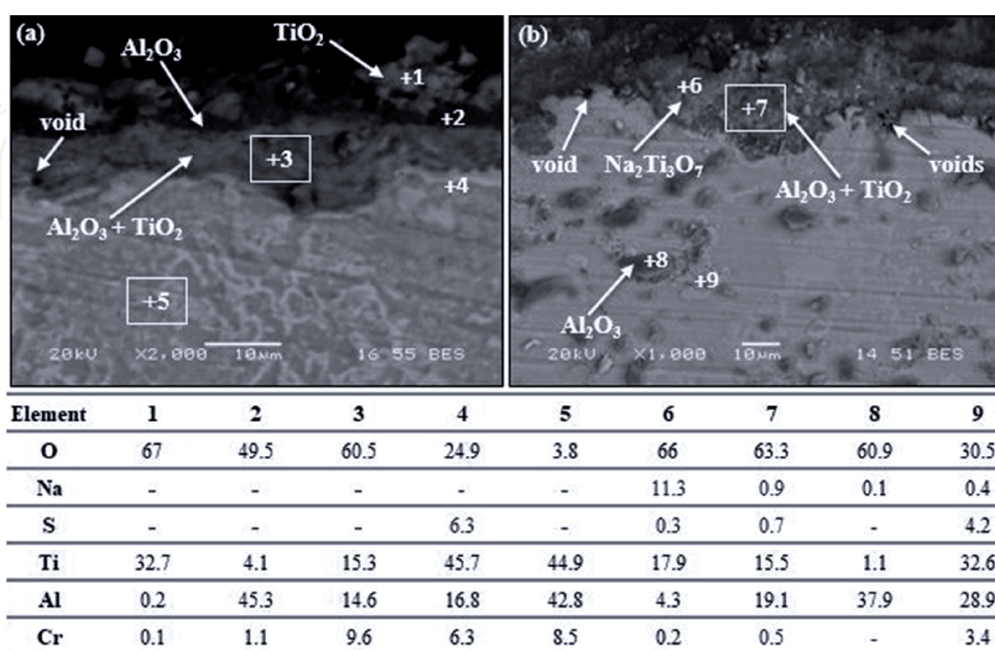 (a)
TiO₂
Al₂O₃
+1
+2
void
+3
+4
Al₂O₃ + TiO₂
+5
20kV X2,000 10µm 16 55 BES
(b)
+6
+7
void
Na₂Ti₃O₇
voids
Al₂O₃ + TiO₂
+8
+9
Al₂O₃
20kV X1,000 10µm 14 51 BES
Element 1 2 3 4 5 6 7 8 9
O 67 49.5 60.5 24.9 3.8 66 63.3 60.9 30.5
Na - - - - - 11.3 0.9 0.1 0.4
S - - - 6.3 - 0.3 0.7 - 4.2
Ti 32.7 4.1 15.3 45.7 44.9 17.9 15.5 1.1 32.6
Al 0.2 45.3 14.6 16.8 42.8 4.3 19.1 37.9 28.9
Cr 0.1 1.1 9.6 6.3 8.5 0.2 0.5 - 3.4